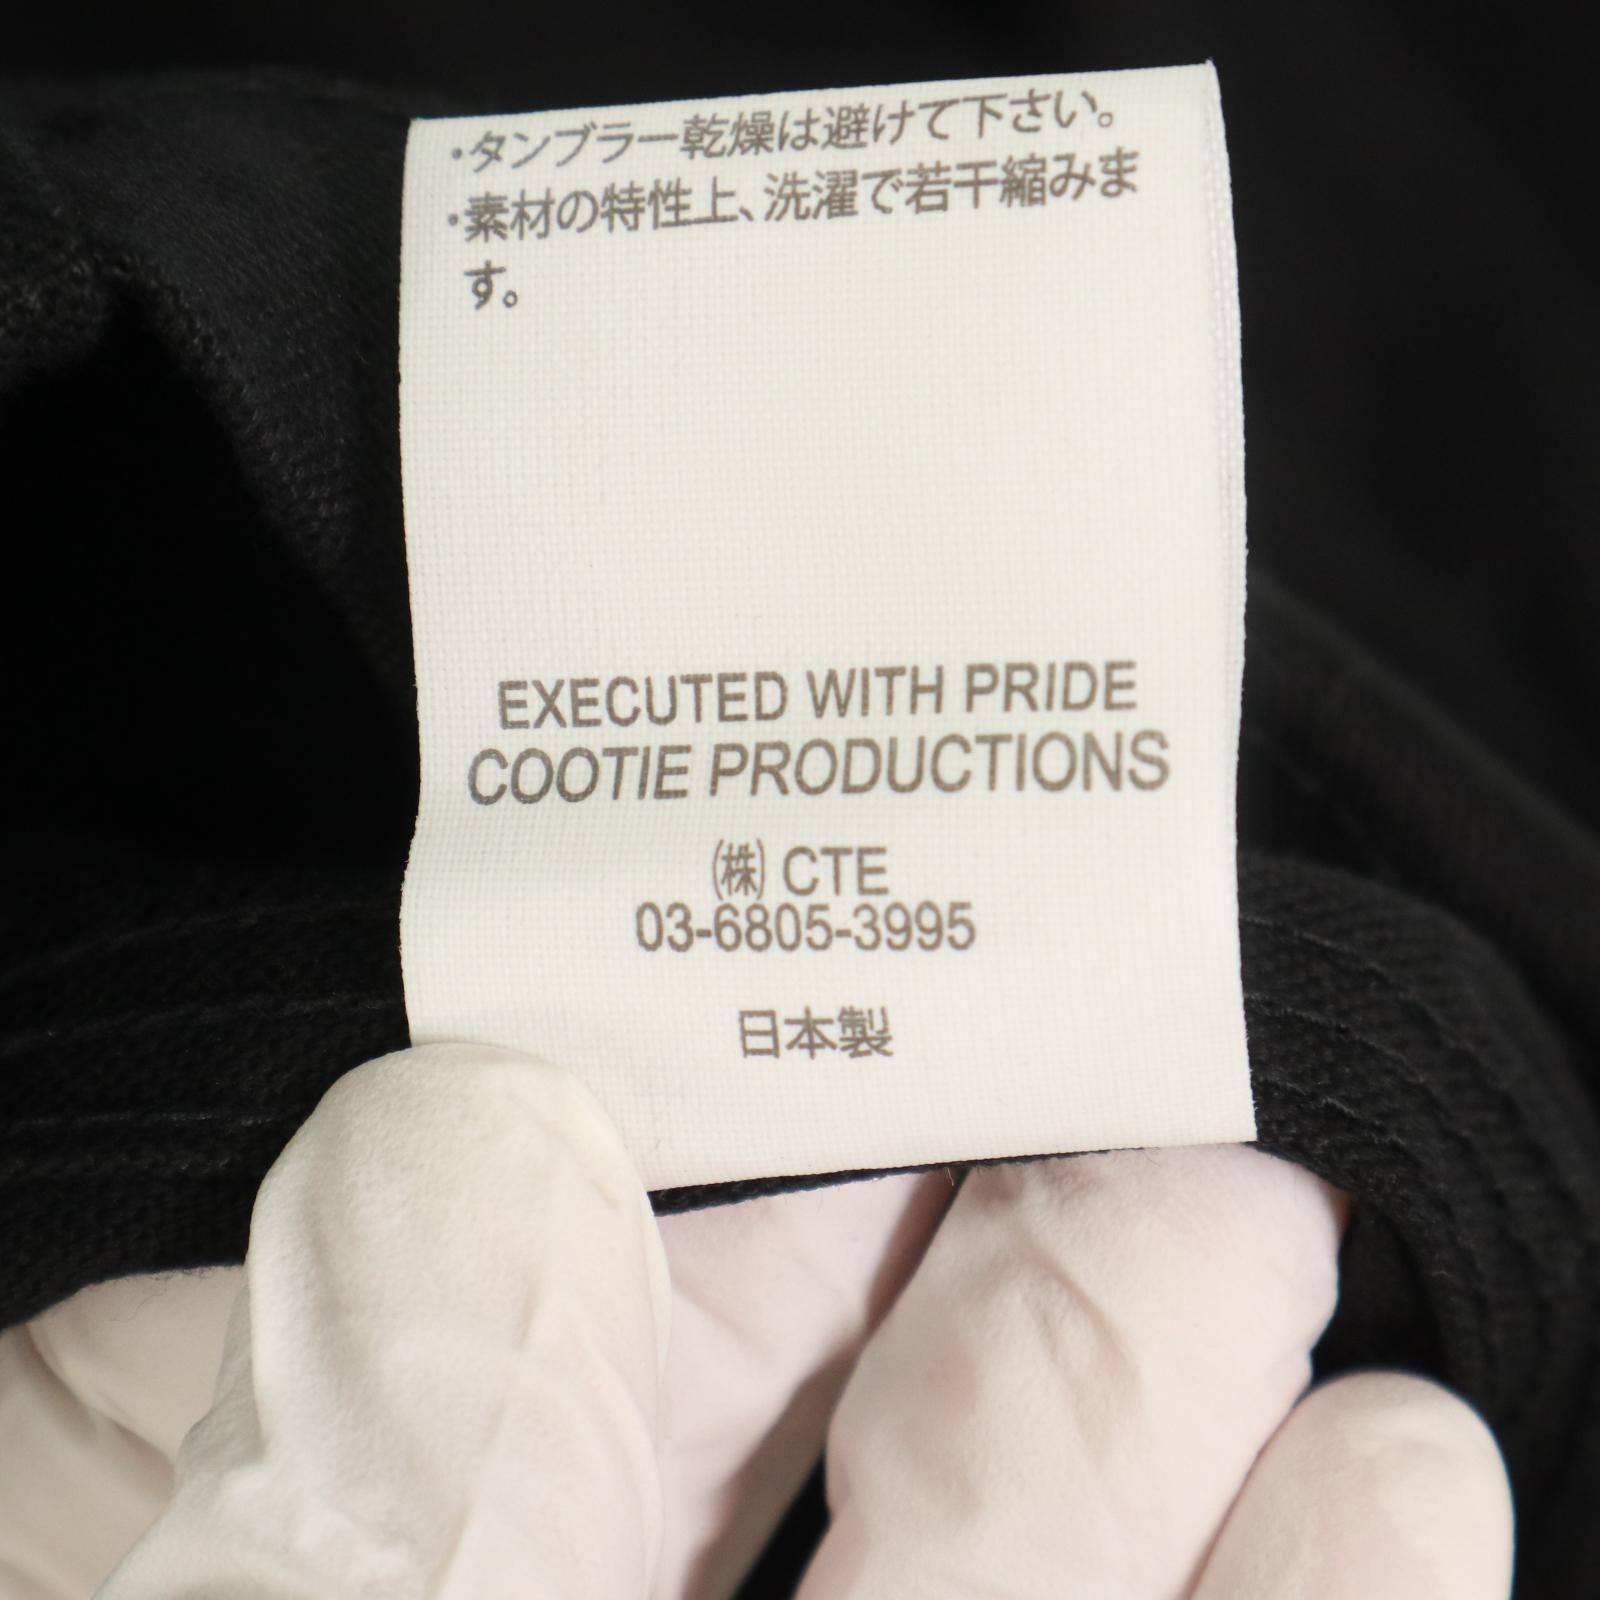 ・タンブラー乾燥は避けて下さい。
・素材の特性上、洗濯で若干縮みま
す。
EXECUTED WITH PRIDE
COOTIE PRODUCTIONS
㈱ CTE
03-6805-3995
日本製